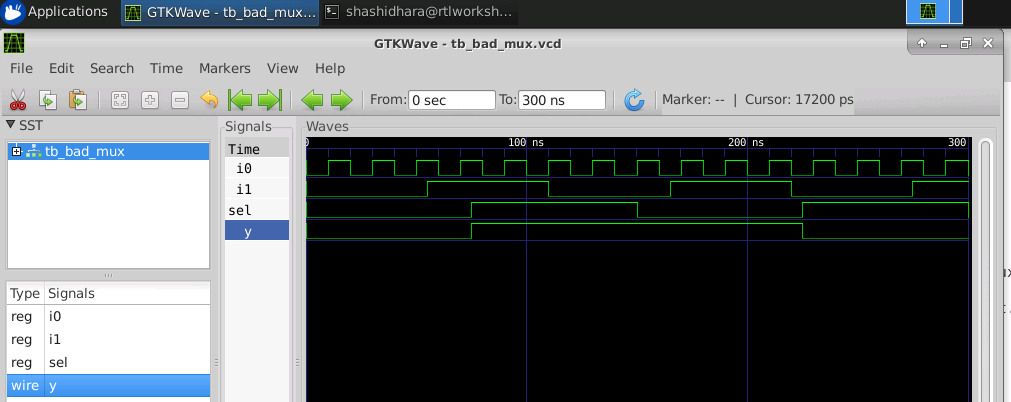 Applications GTKWave - tb_bad_mux... shashidhara@rtlworksh...
GTKWave - tb_bad_mux.vcd
File Edit Search Time Markers View Help
From: 0 sec To: 300 ns Marker: -- | Cursor: 17200 ps
SST
tb_bad_mux
Type Signals
reg i0
reg i1
reg sel
wire y
Signals
Time
i0
i1
sel
y
Waves
0 100 ns 200 ns 300